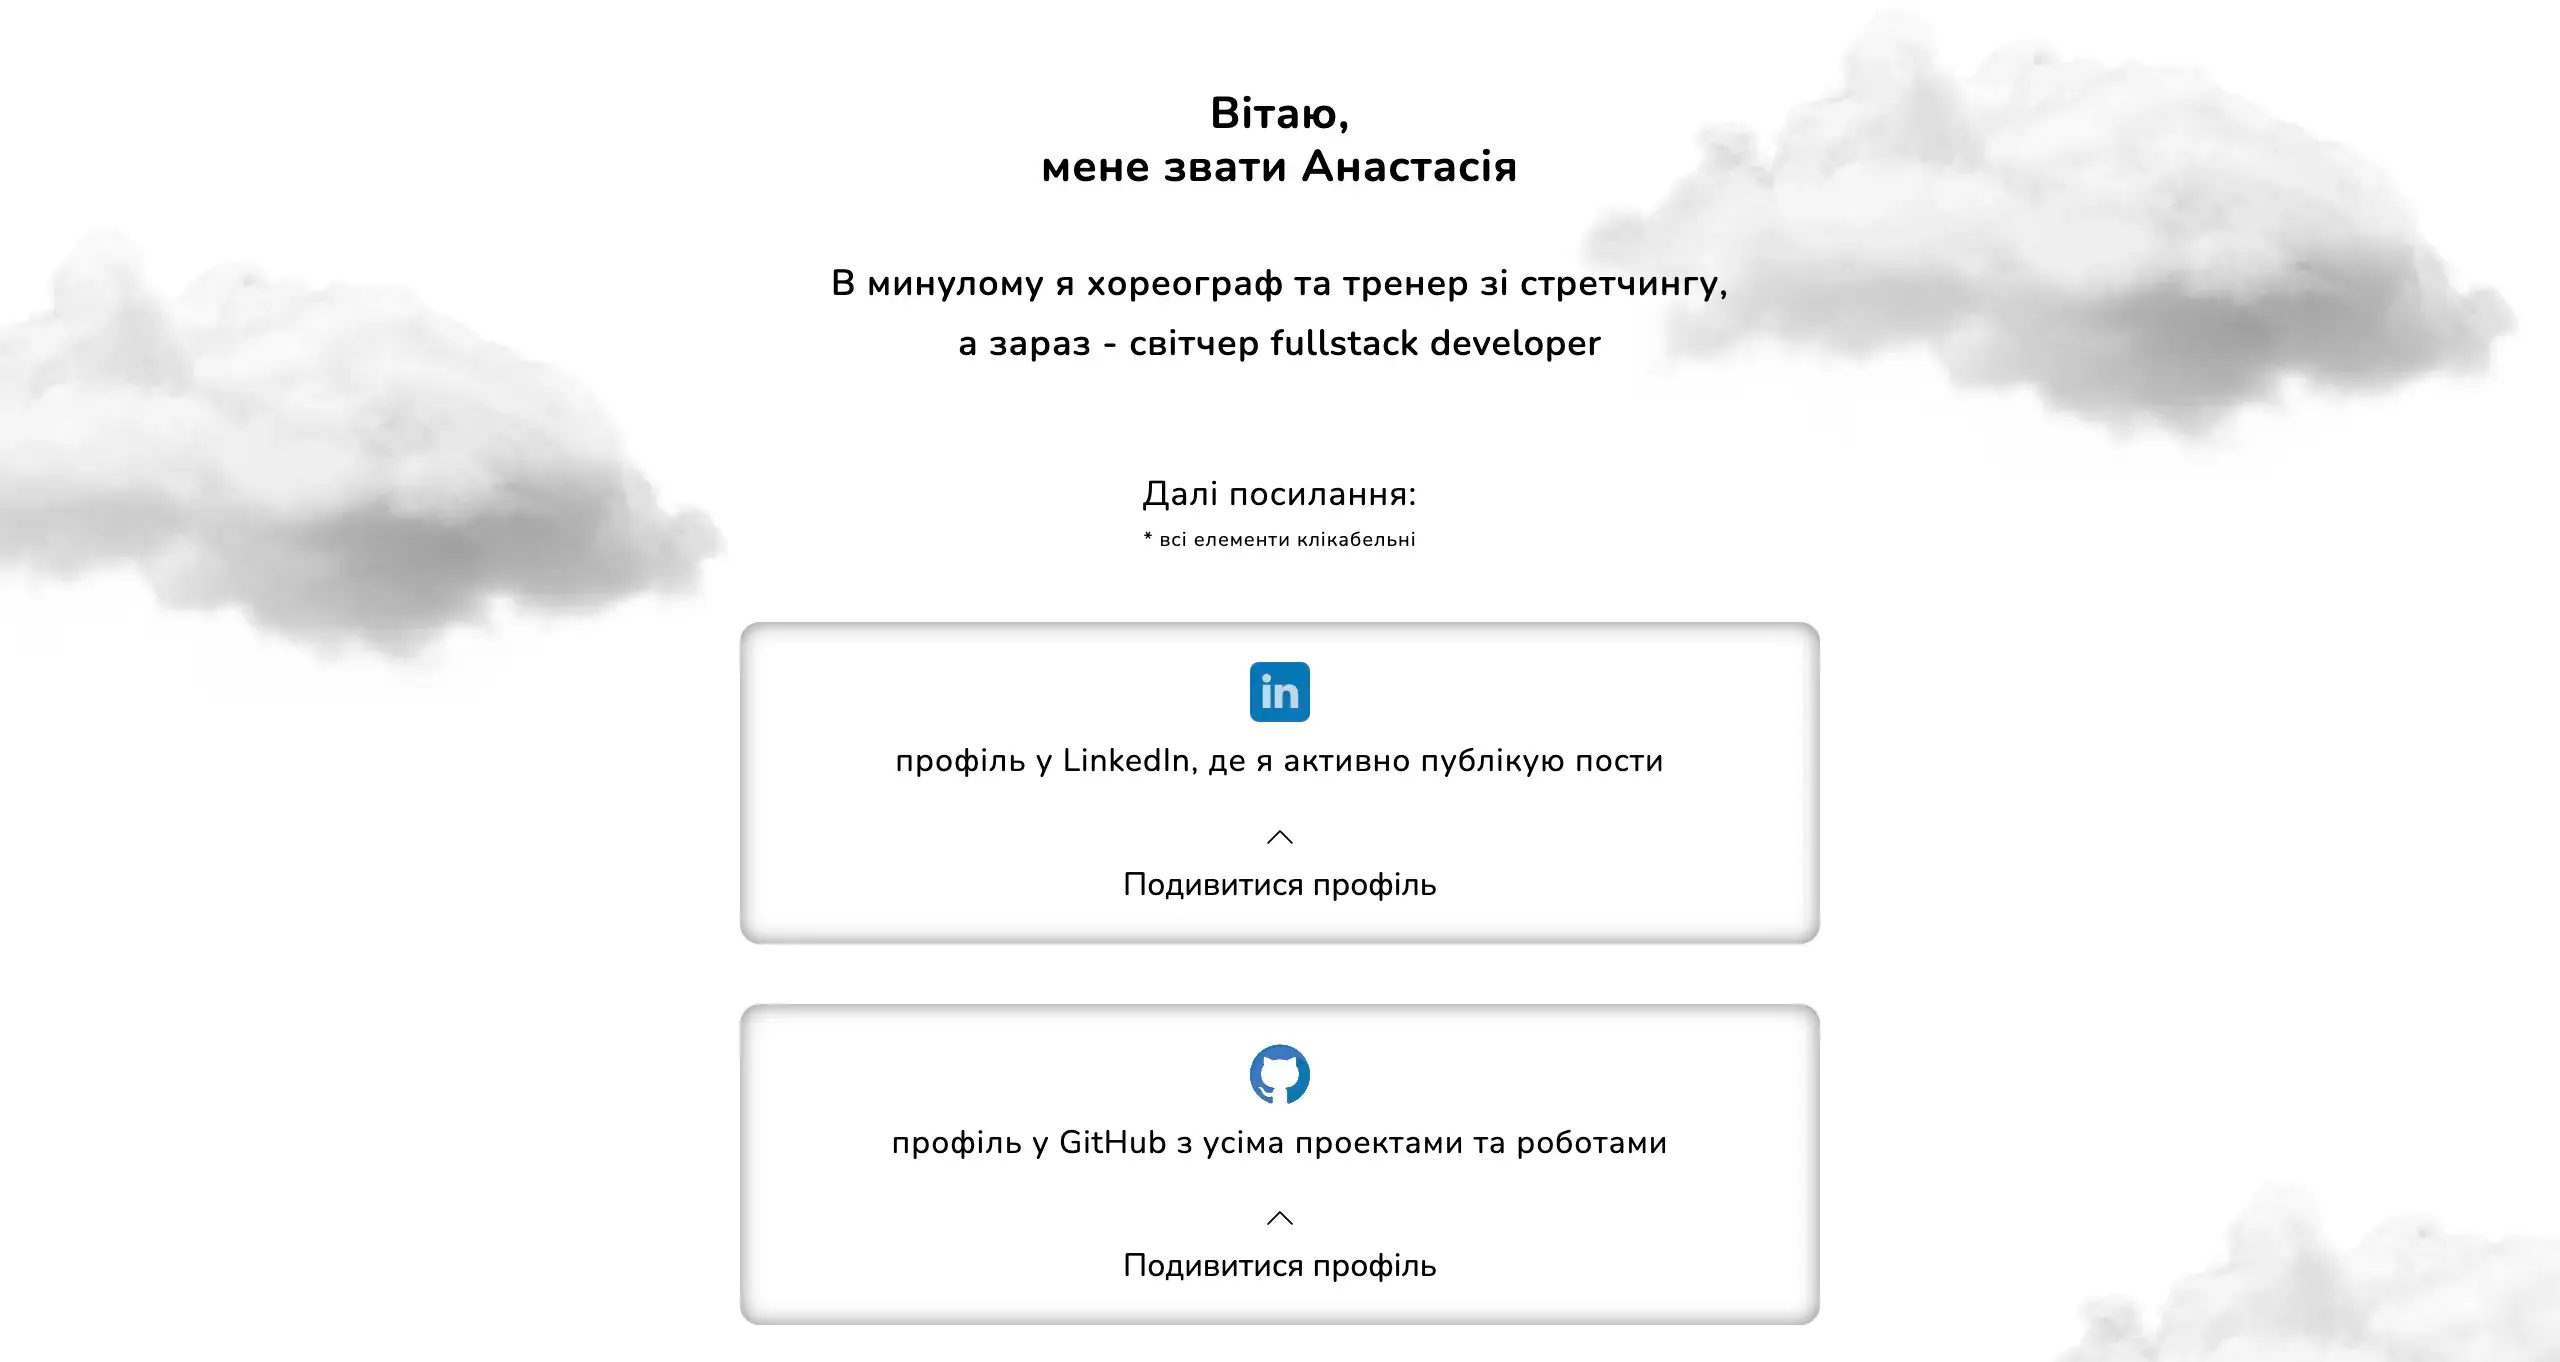 Вітаю,
мене звати Анастасія
В минулому я хореограф та тренер зі стретчингу,
а зараз - світчер fullstack developer
Далі посилання:
* всі елементи клікабельні
in
профіль у LinkedIn, де я активно публікую пости
Подивитися профіль
профіль у GitHub з усіма проектами та роботами
Подивитися профіль